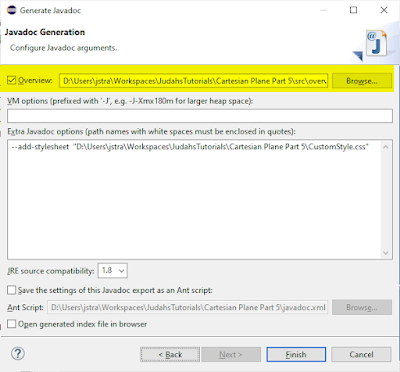 Generate Javadoc
Javadoc Generation
Configure Javadoc arguments.
Overview: D:\Users\jstra\Workspaces\JudahsTutorials\Cartesian Plane Part 5\src\over Browse...
VM options (prefixed with '-J', e.g. -J-Xmx180m for larger heap space):
Extra Javadoc options (path names with white spaces must be enclosed in quotes):
--add-stylesheet "D:\Users\jstra\Workspaces\JudahsTutorials\Cartesian Plane Part 5\CustomStyle.css"
JRE source compatibility: 1.8
Save the settings of this Javadoc export as an Ant script:
Ant Script: D:\Users\jstra\Workspaces\JudahsTutorials\Cartesian Plane Part 5\javadoc.xml Browse...
Open generated index file in browser
? < Back Next > Finish Cancel